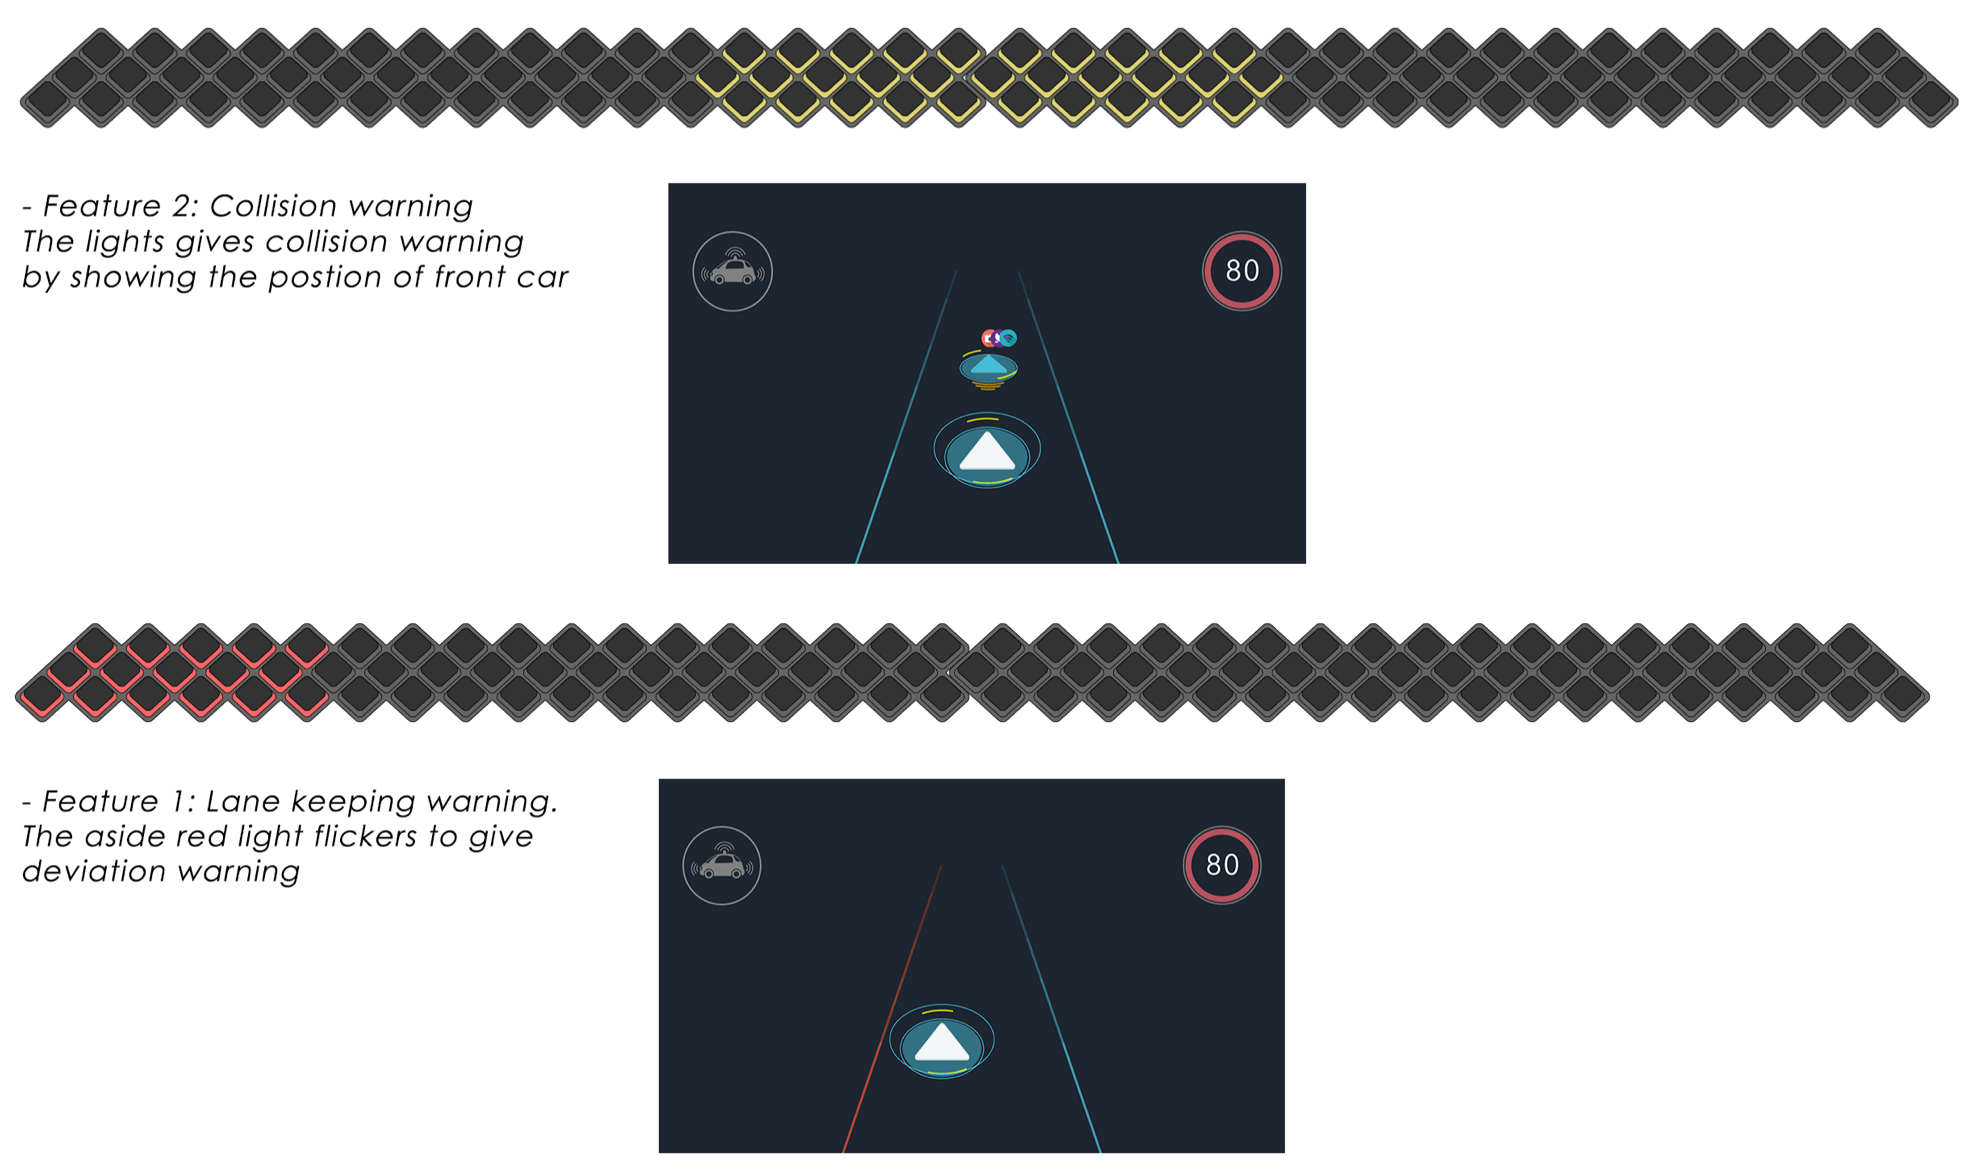 - Feature 2: Collision warning
The lights gives collision warning
by showing the postion of front car
80
- Feature 1: Lane keeping warning.
The aside red light flickers to give
deviation warning
80